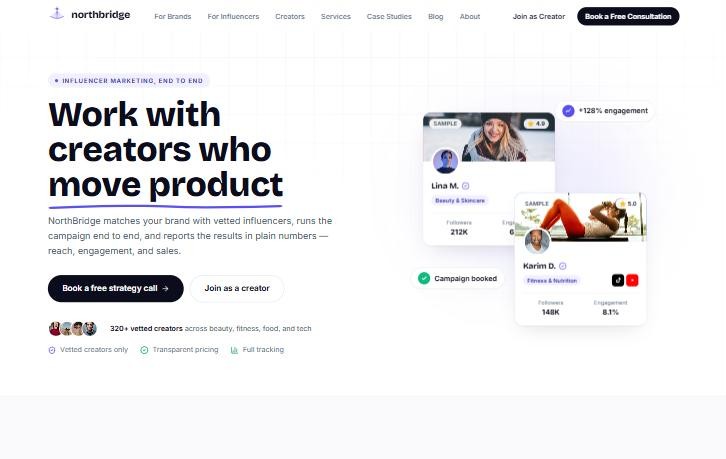 northbridge
For Brands For Influencers Creators Services Case Studies Blog About Join as Creator Book a Free Consultation
INFLUENCER MARKETING, END TO END
Work with
creators who
move product
NorthBridge matches your brand with vetted influencers, runs the
campaign end to end, and reports the results in plain numbers —
reach, engagement, and sales.
Book a free strategy call → Join as a creator
320+ vetted creators across beauty, fitness, food, and tech
Vetted creators only Transparent pricing Full tracking
+128% engagement
SAMPLE 4.9
Lina M.
Beauty & Skincare
Followers
212K
SAMPLE 5.0
Karim D.
Fitness & Nutrition
Followers Engagement
148K 8.1%
Campaign booked